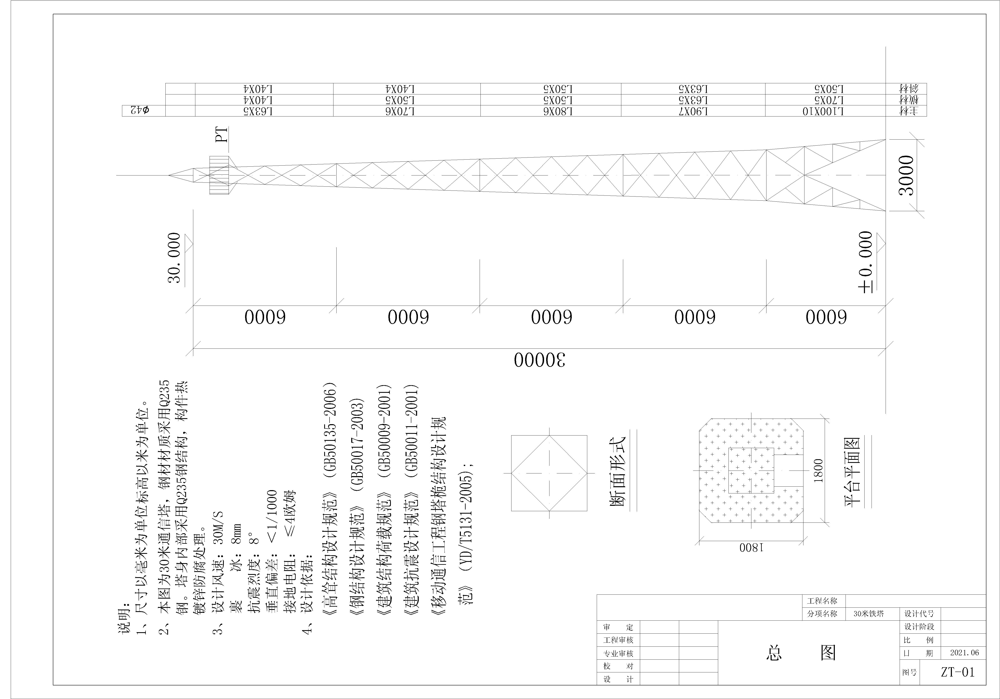 说明：
1、尺寸以毫米为单位标高以米为单位。
2、本图为30米通信塔，钢材材质采用Q235
钢。塔身内部采用Q235钢结构，构件热
镀锌防腐处理。
3、设计风速：30M/S
裹 冰：8mm
抗震烈度：8°
垂直偏差：＜1/1000
接地电阻：≤4欧姆
4、设计依据：
《高耸结构设计规范》（GB50135-2006）
《钢结构设计规范》（GB50017-2003）
《建筑结构荷载规范》（GB50009-2001）
《建筑抗震设计规范》（GB50011-2001）
《移动通信工程钢塔桅结构设计规
范》（YD/T5131-2005）；
ϕ42
L40X4 L40X4 L50X5 L63X5 L50X5 斜材
L40X4 L50X5 L50X5 L63X5 L70X5 横材
L63X5 L70X6 L80X6 L90X7 L100X10 主材
PT
3000
30.000
±0.000
6000
6000
6000
6000
6000
30000
断面形式
1800
1800
平台平面图
工程名称
分项名称 30米铁塔 设计代号
审 定
工程审核
专业审核
校 对
设 计
总 图
设计阶段
比 例
日 期 2021.06
图号 ZT-01